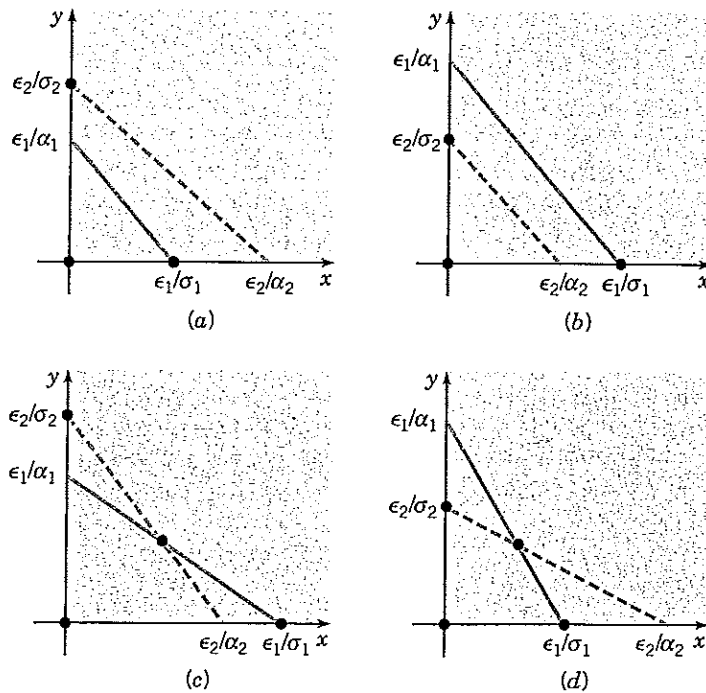 y
ϵ₂/σ₂
ϵ₁/α₁
ϵ₁/σ₁ ϵ₂/α₂ x
(a)
y
ϵ₁/α₁
ϵ₂/σ₂
ϵ₂/α₂ ϵ₁/σ₁ x
(b)
y
ϵ₂/σ₂
ϵ₁/α₁
ϵ₂/α₂ ϵ₁/σ₁ x
(c)
y
ϵ₁/α₁
ϵ₂/σ₂
ϵ₁/σ₁ ϵ₂/α₂ x
(d)